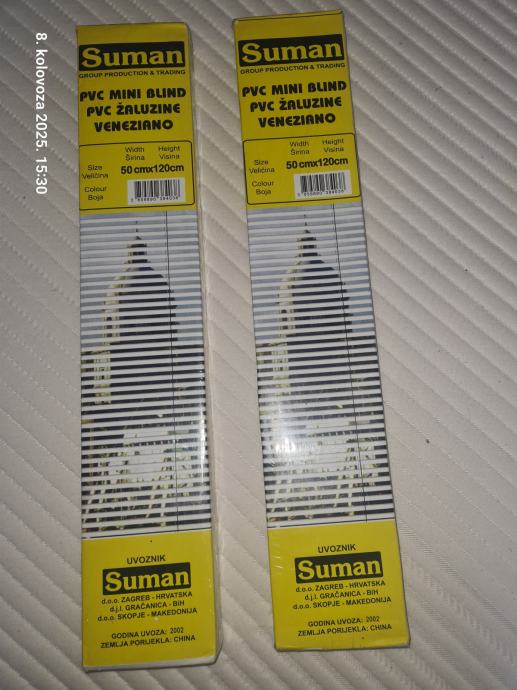 8. kolovoza 2025. 15:30
Suman
GROUP PRODUCTION & TRADING
PVC MINI BLIND
PVC ŽALUZINE
VENEZIANO
Width Height
Širina Visina
Size
Veličina
50 cmx120cm
Colour
Boja
UVOZNIK
Suman
d.o.o. ZAGREB - HRVATSKA
d.j.l. GRAČANICA - BiH
d.o.o. SKOPJE - MAKEDONIJA
GODINA UVOZA: 2002
ZEMLJA PORIJEKLA: CHINA
Suman
GROUP PRODUCTION & TRADING
PVC MINI BLIND
PVC ŽALUZINE
VENEZIANO
Width Height
Širina Visina
Size
Veličina
50 cmx120cm
Colour
Boja
UVOZNIK
Suman
d.o.o. ZAGREB - HRVATSKA
d.j.l. GRAČANICA - BiH
d.o.o. SKOPJE - MAKEDONIJA
GODINA UVOZA: 2002
ZEMLJA PORIJEKLA: CHINA